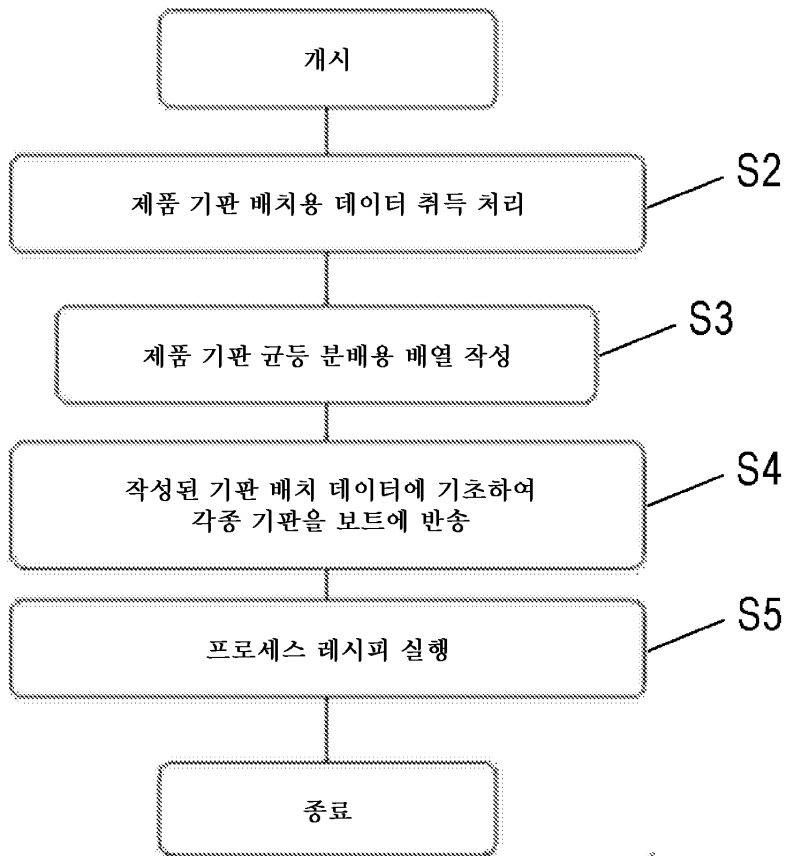 개시
제품 기판 배치용 데이터 취득 처리
S2
제품 기판 균등 분배용 배열 작성
S3
작성된 기판 배치 데이터에 기초하여
각종 기판을 보트에 반송
S4
프로세스 레시피 실행
S5
종료